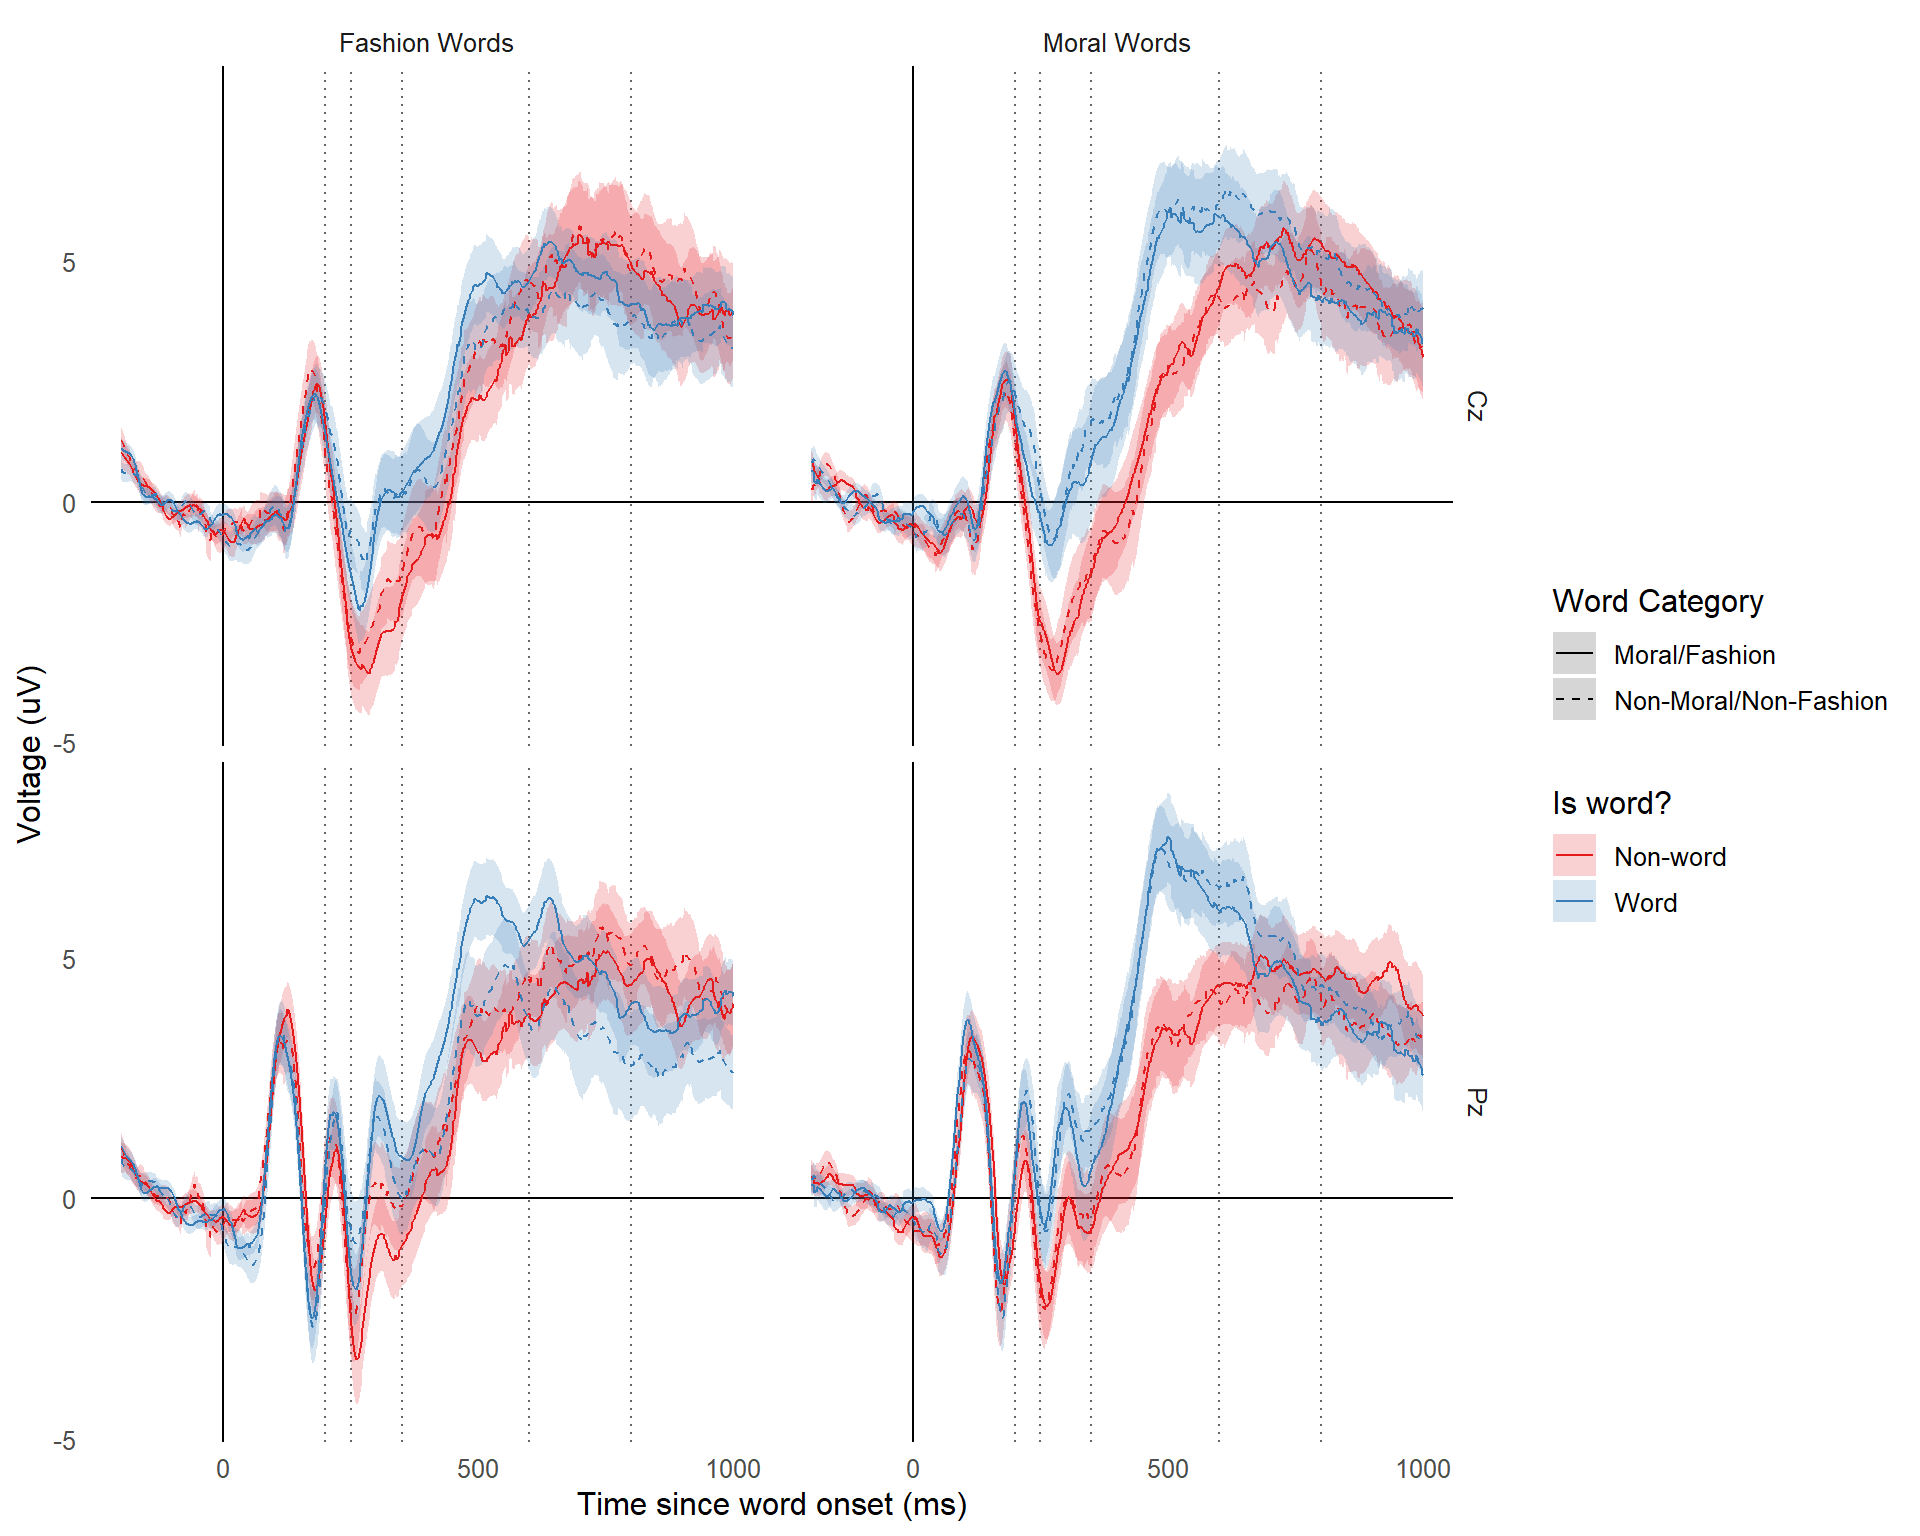 Fashion Words
Moral Words
5
0
-5
Cz
5
0
-5
Pz
0
500
1000
0
500
1000
Time since word onset (ms)
Voltage (uV)
Word Category
Moral/Fashion
Non-Moral/Non-Fashion
Is word?
Non-word
Word